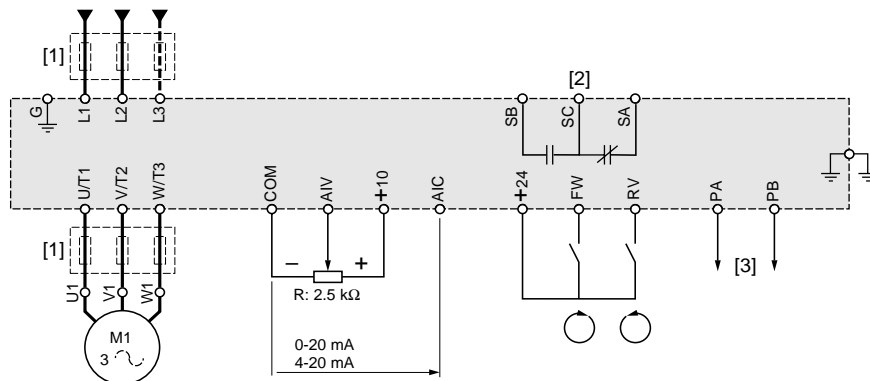 [1]
[2]
G L1 L2 L3 SB SC SA
U/T1 V/T2 W/T3 COM AIV +10 AIC +24 FW RV PA PB
[1]
– +
[3]
R: 2.5 kΩ
U1 V1 W1
M1
3
0-20 mA
4-20 mA